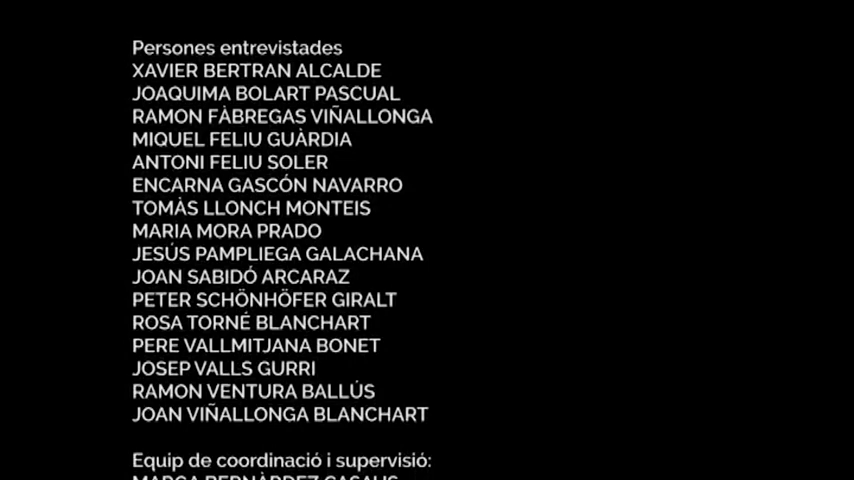 Persones entrevistades
XAVIER BERTRAN ALCALDE
JOAQUIMA BOLART PASCUAL
RAMON FÀBREGAS VIÑALLONGA
MIQUEL FELIU GUÀRDIA
ANTONI FELIU SOLER
ENCARNA GASCÓN NAVARRO
TOMÀS LLONCH MONTEIS
MARIA MORA PRADO
JESÚS PAMPLIEGA GALACHANA
JOAN SABIDÓ ARCARAZ
PETER SCHÖNHÖFER GIRALT
ROSA TORNÉ BLANCHART
PERE VALLMITJANA BONET
JOSEP VALLS GURRI
RAMON VENTURA BALLÚS
JOAN VIÑALLONGA BLANCHART
Equip de coordinació i supervisió: